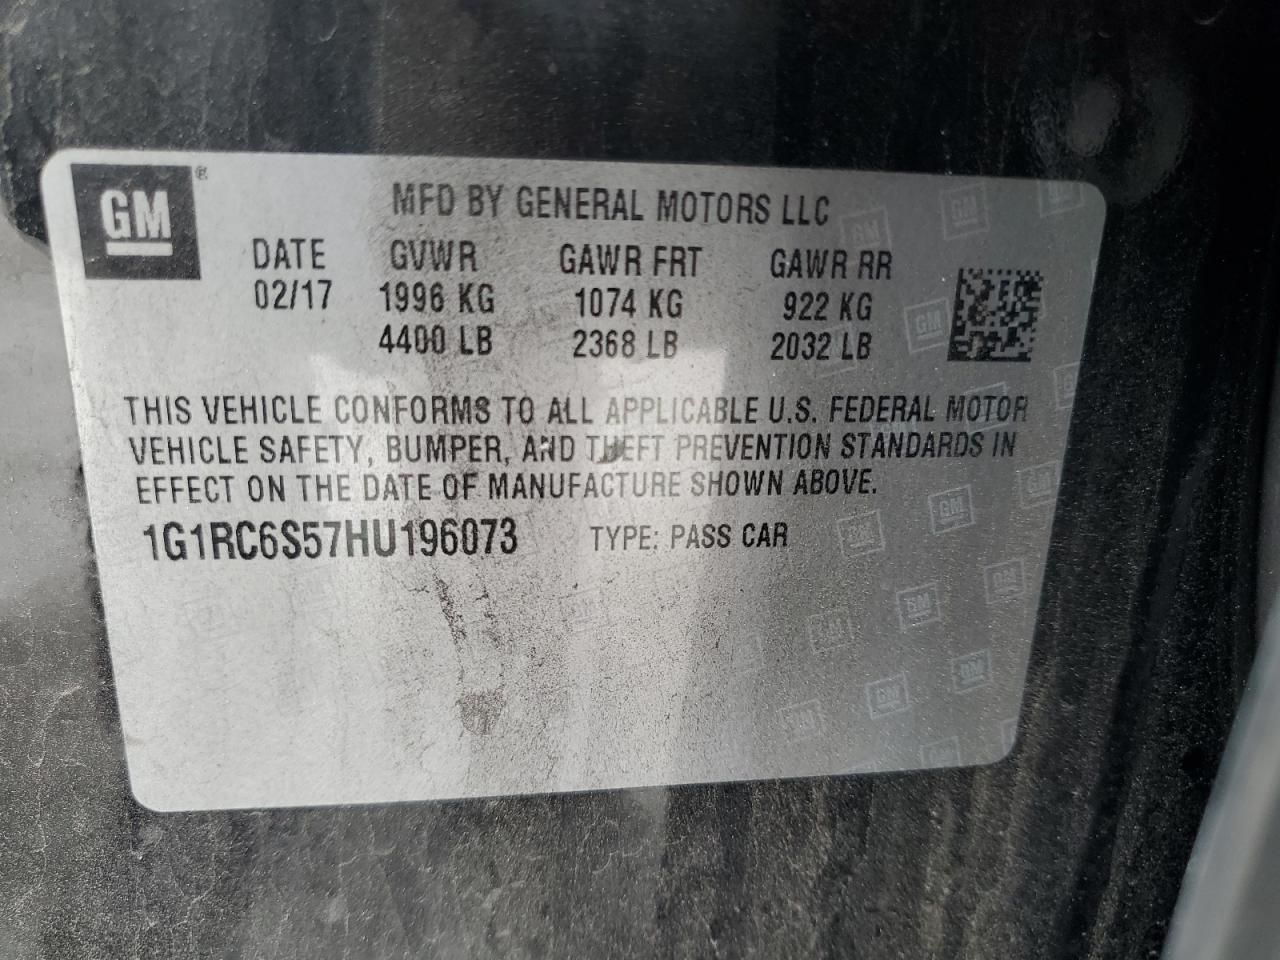 GM ®
MFD BY GENERAL MOTORS LLC
DATE GVWR GAWR FRT GAWR RR
02/17 1996 KG 1074 KG 922 KG
4400 LB 2368 LB 2032 LB
THIS VEHICLE CONFORMS TO ALL APPLICABLE U.S. FEDERAL MOTOR
VEHICLE SAFETY, BUMPER, AND THEFT PREVENTION STANDARDS IN
EFFECT ON THE DATE OF MANUFACTURE SHOWN ABOVE.
1G1RC6S57HU196073 TYPE: PASS CAR